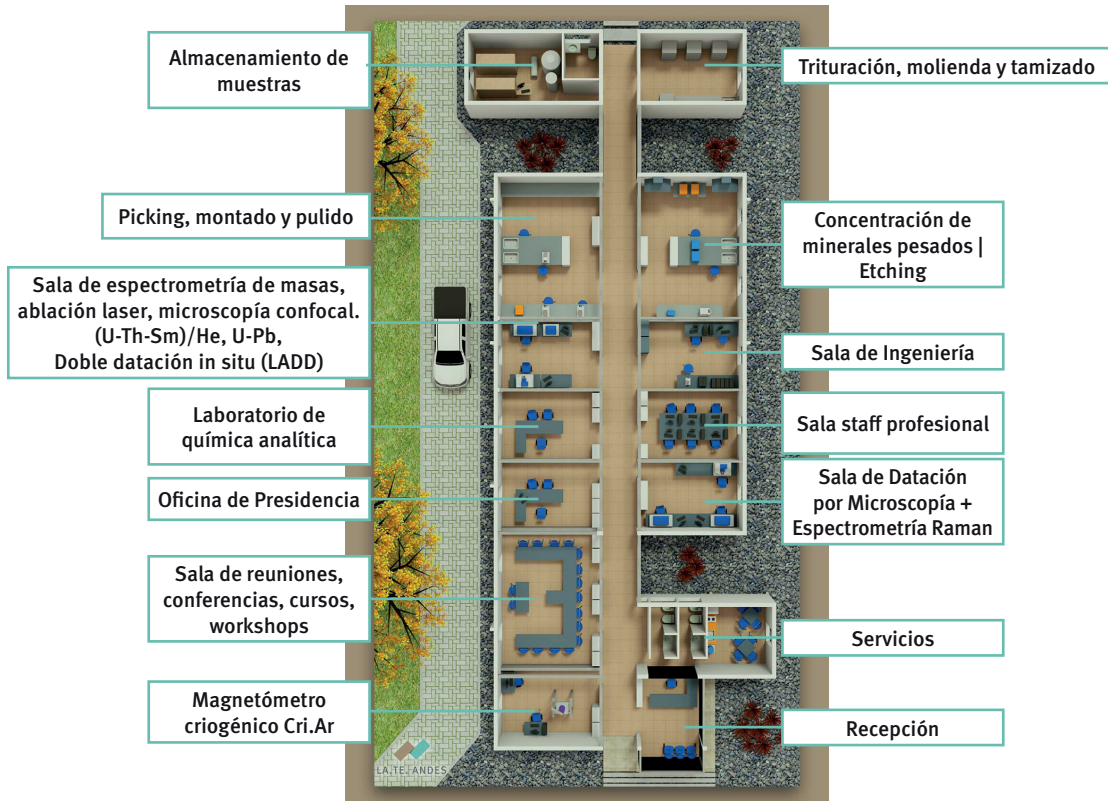 Almacenamiento de
muestras
Trituración, molienda y tamizado
Picking, montado y pulido
Concentración de
minerales pesados |
Etching
Sala de espectrometría de masas,
ablación laser, microscopía confocal.
(U-Th-Sm)/He, U-Pb,
Doble datación in situ (LADD)
Sala de Ingeniería
Laboratorio de
química analítica
Sala staff profesional
Oficina de Presidencia
Sala de Datación
por Microscopía +
Espectrometría Raman
Sala de reuniones,
conferencias, cursos,
workshops
Servicios
Magnetómetro
criogénico Cri.Ar
Recepción
LA.TE. ANDES